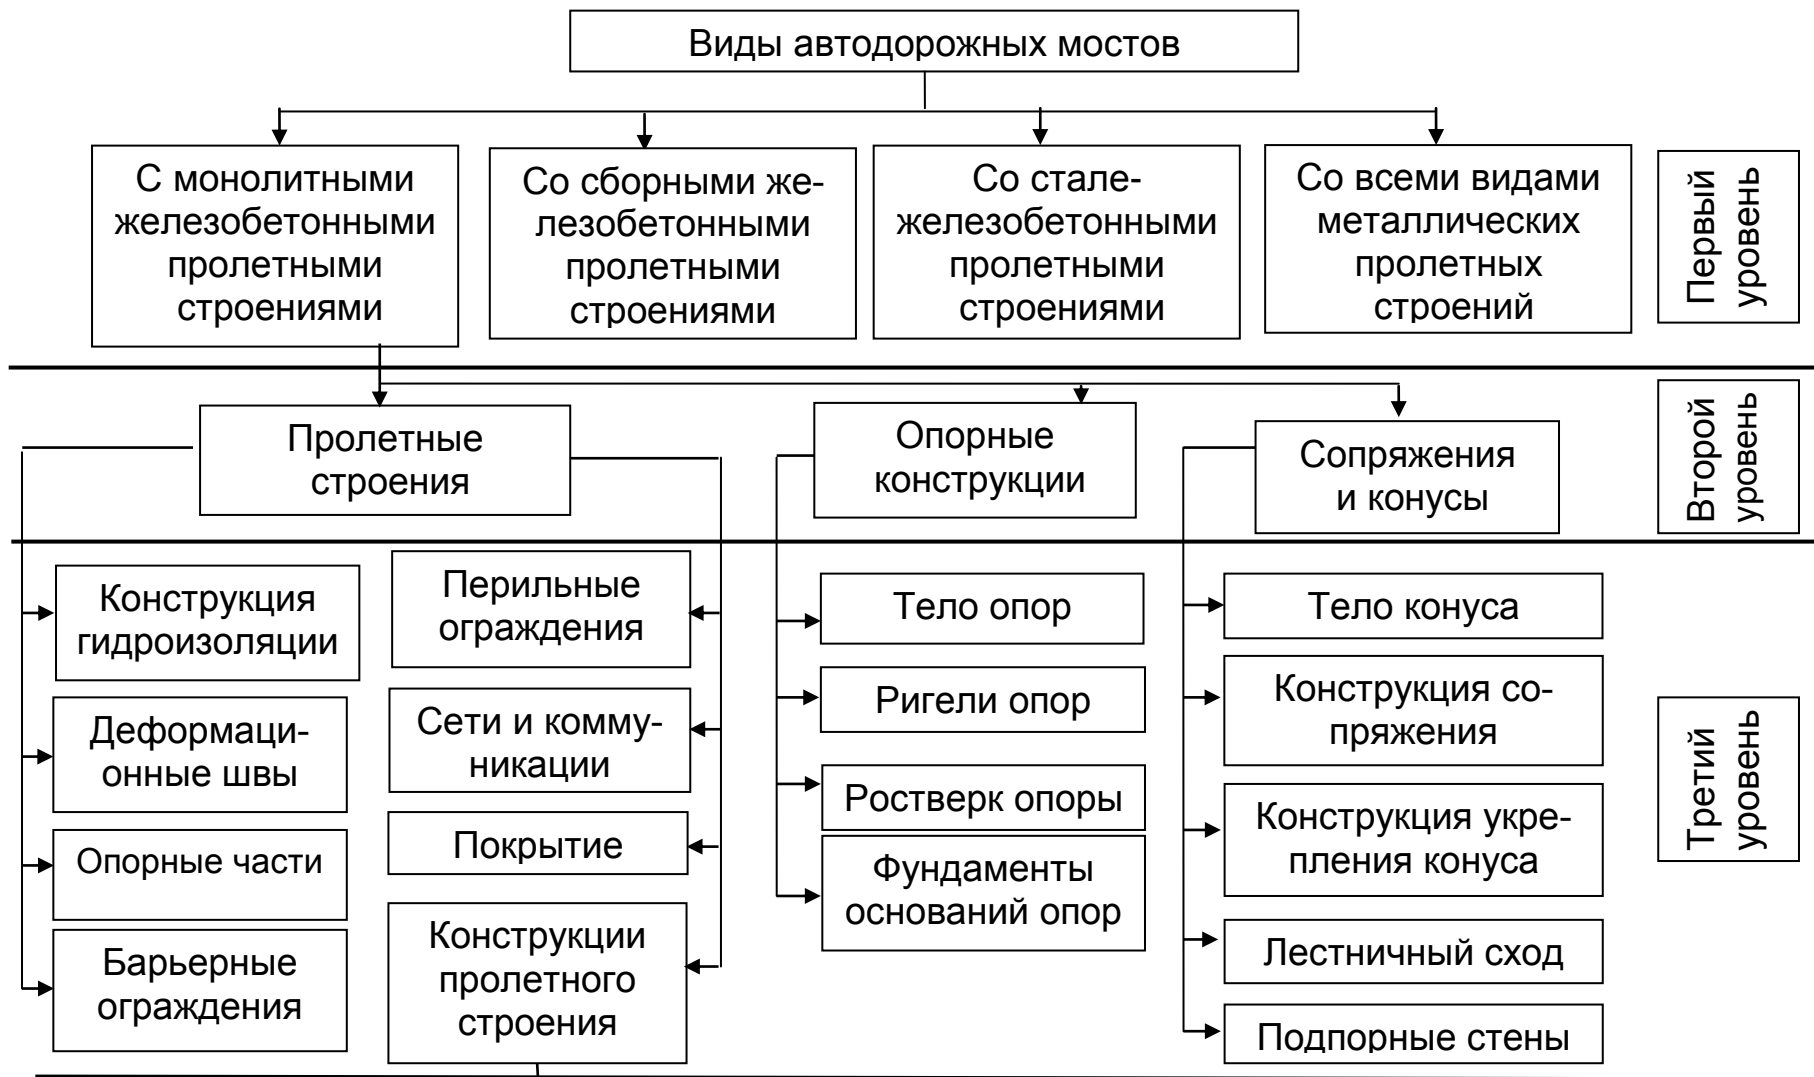 Виды автодорожных мостов
С монолитными
железобетонными
пролетными
строениями
Со сборными же-
лезобетонными
пролетными
строениями
Со стале-
железобетонными
пролетными
строениями
Со всеми видами
металлических
пролетных
строений
Первый
уровень
Пролетные
строения
Опорные
конструкции
Сопряжения
и конусы
Второй
уровень
Конструкция
гидроизоляции
Деформаци-
онные швы
Опорные части
Барьерные
ограждения
Перильные
ограждения
Сети и комму-
никации
Покрытие
Конструкции
пролетного
строения
Тело опор
Ригели опор
Ростверк опоры
Фундаменты
оснований опор
Тело конуса
Конструкция со-
пряжения
Конструкция укре-
пления конуса
Лестничный сход
Подпорные стены
Третий
уровень